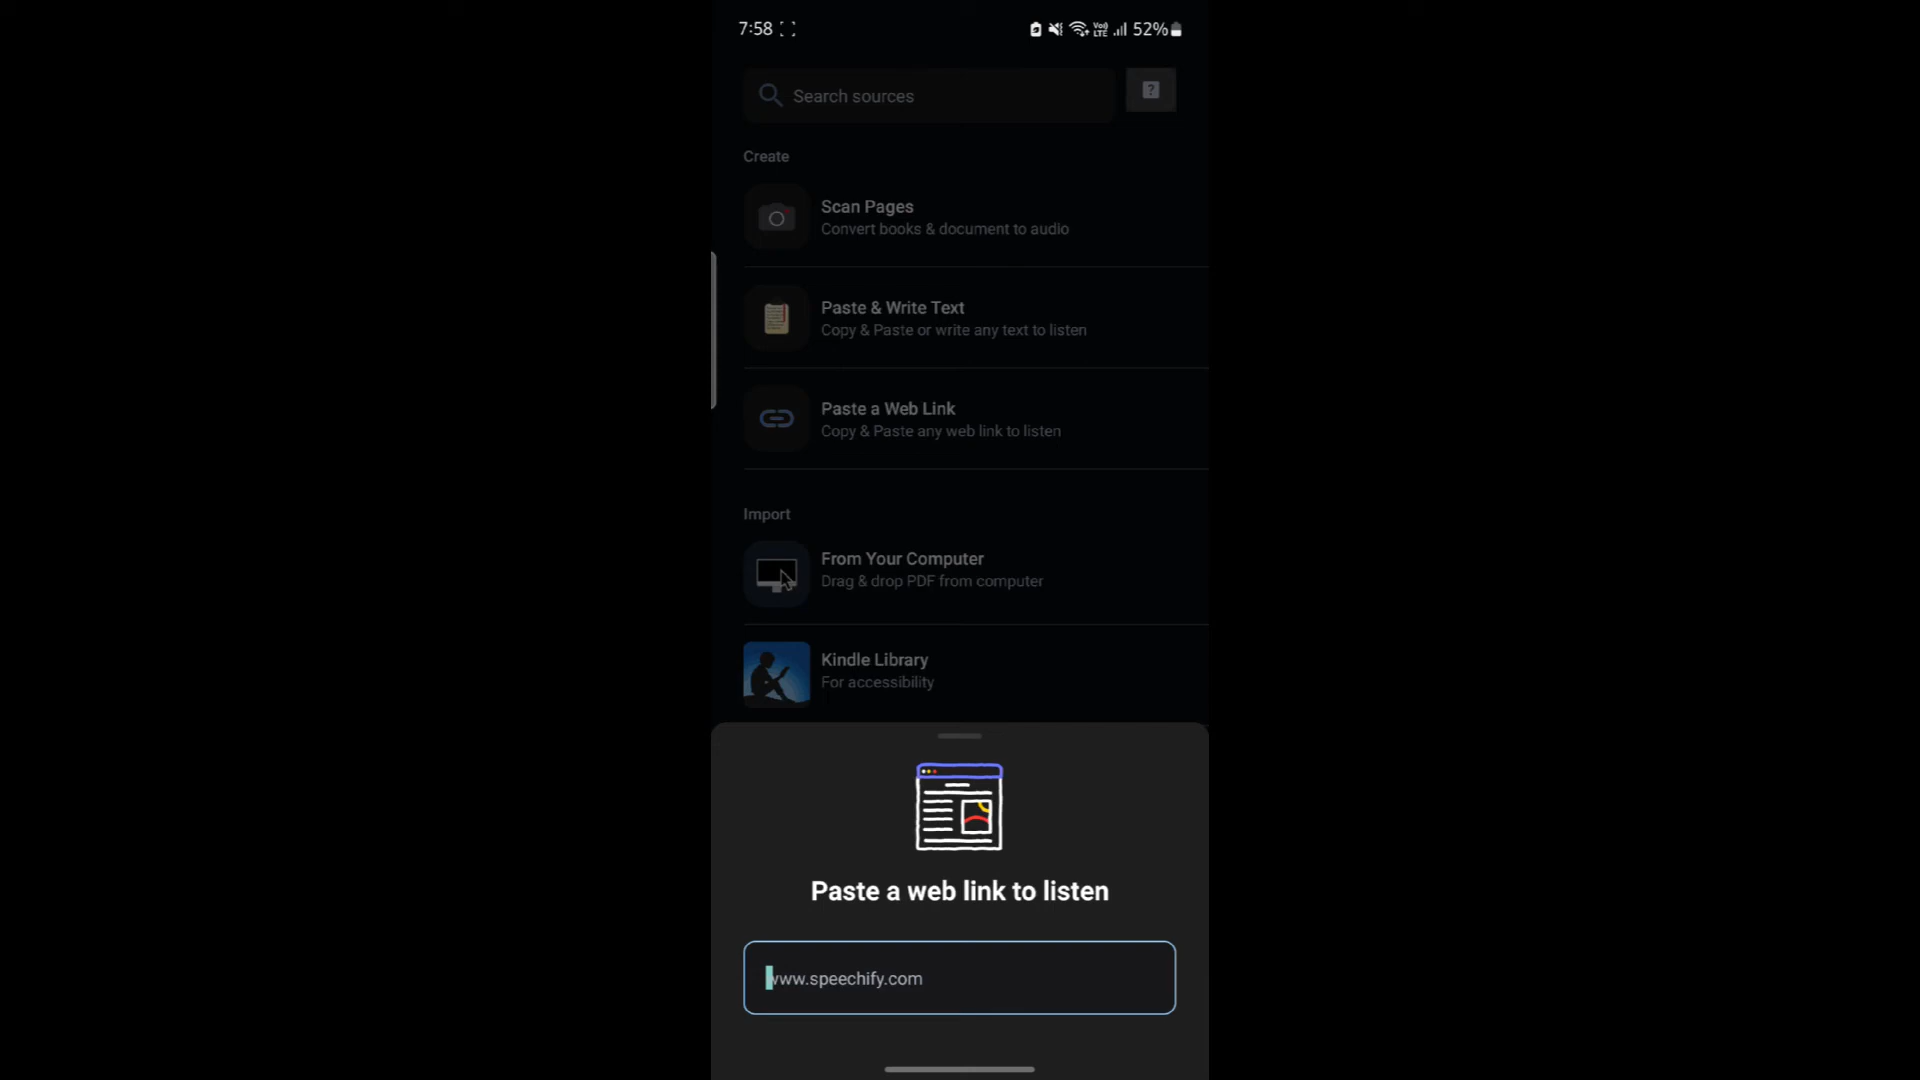 7:58
Vo) LTE 52%
Search sources
?
Create
Scan Pages
Convert books & document to audio
Paste & Write Text
Copy & Paste or write any text to listen
Paste a Web Link
Copy & Paste any web link to listen
Import
From Your Computer
Drag & drop PDF from computer
Kindle Library
For accessibility
Paste a web link to listen
www.speechify.com